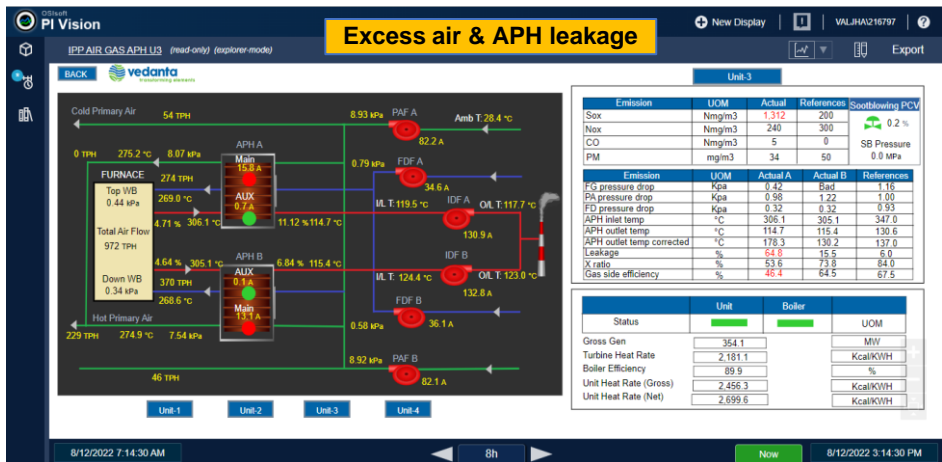 OSIsoft
PI Vision
New Display
VALJHA\216797
IPP AIR GAS APH U3 (read-only) (explorer-mode)
Excess air & APH leakage
Export
BACK
vedanta
transforming elements
Unit-3
Cold Primary Air
54 TPH
8.93 kPa
PAF A
Amb T:28.4 °C
82.2 A
0 TPH
275.2 °C
8.07 kPa
APH A
Main
15.8 A
AUX
0.7 A
0.79 kPa
FDF A
34.6 A
FURNACE
Top WB
0.44 kPa
Total Air Flow
972 TPH
Down WB
0.34 kPa
274 TPH
269.0 °C
4.71 %
306.1 °C
11.12 %
114.7 °C
I/L T:119.5 °C
IDF A
O/L T:117.7 °C
130.9 A
4.64 %
305.1 °C
APH B
AUX
0.1 A
Main
13.1 A
6.84 %
115.4 °C
370 TPH
268.6 °C
I/L T: 124.4 °C
IDF B
O/L T:123.0 °C
132.8 A
FDF B
36.1 A
0.58 kPa
Hot Primary Air
229 TPH
274.9 °C
7.54 kPa
8.92 kPa
PAF B
82.1 A
46 TPH
Unit-1 Unit-2 Unit-3 Unit-4
Emission UOM Actual References Sootblowing PCV
Sox Nmg/m3 1.312 200
Nox Nmg/m3 240 300
0.2 %
CO Nmg/m3 5 0
SB Pressure
PM mg/m3 34 50
0.0 MPa
Emission UOM Actual A Actual B References
FG pressure drop Kpa 0.42 Bad 1.16
PA pressure drop Kpa 0.98 1.22 1.00
FD pressure drop Kpa 0.32 0.32 0.93
APH inlet temp °C 306.1 305.1 347.0
APH outlet temp °C 114.7 115.4 130.6
APH outlet temp corrected °C 178.3 130.2 137.0
Leakage % 64.8 15.5 6.0
X ratio % 53.6 73.8 84.0
Gas side efficiency % 46.4 64.5 67.5
Unit Boiler
Status UOM
Gross Gen 354.1 MW
Turbine Heat Rate 2,181.1 Kcal/KWH
Boiler Efficiency 89.9 %
Unit Heat Rate (Gross) 2,456.3 Kcal/KWH
Unit Heat Rate (Net) 2,699.6 Kcal/KWH
8/12/2022 7:14:30 AM
8h
Now
8/12/2022 3:14:30 PM